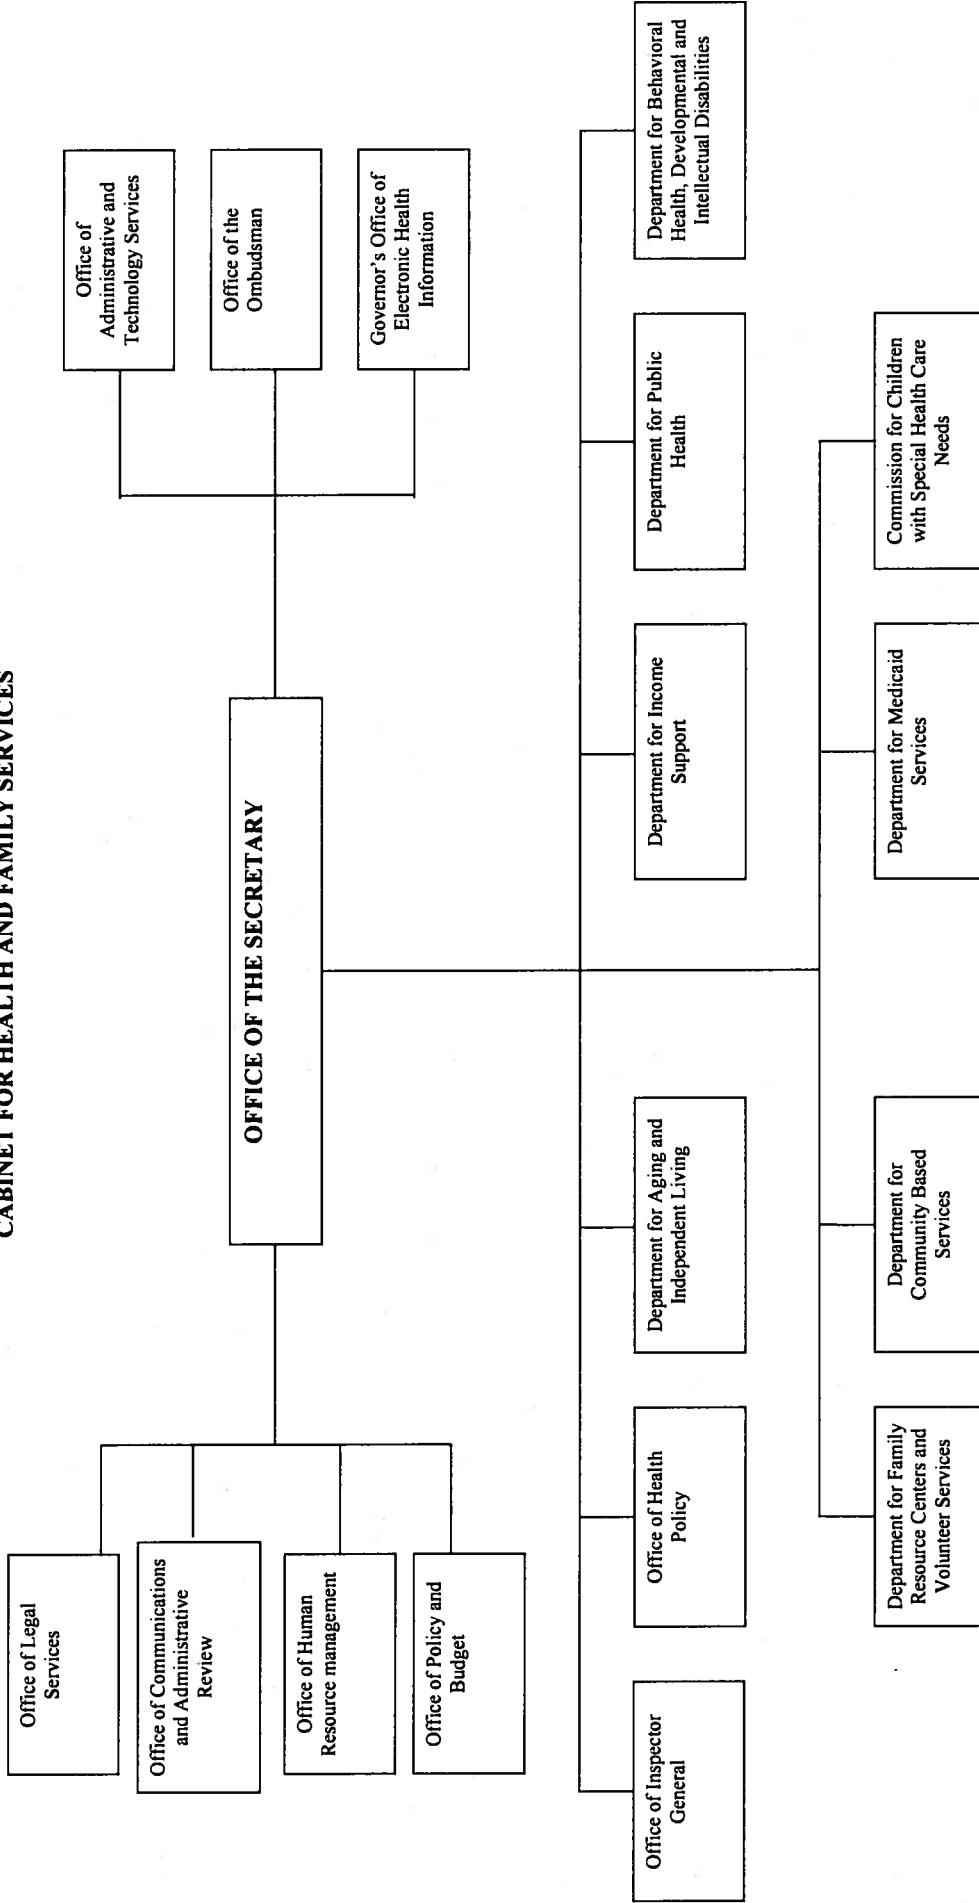 CABINET FOR HEALTH AND FAMILY SERVICES
Office of Legal
Services
Office of Communications
and Administrative
Review
Office of Human
Resource management
Office of Policy and
Budget
OFFICE OF THE SECRETARY
Office of
Administrative and
Technology Services
Office of the
Ombudsman
Governor's Office of
Electronic Health
Information
Office of Inspector
General
Office of Health
Policy
Department for Aging and
Independent Living
Department for Income
Support
Department for Public
Health
Department for Behavioral
Health, Developmental and
Intellectual Disabilities
Department for Family
Resource Centers and
Volunteer Services
Department for
Community Based
Services
Department for Medicaid
Services
Commission for Children
with Special Health Care
Needs